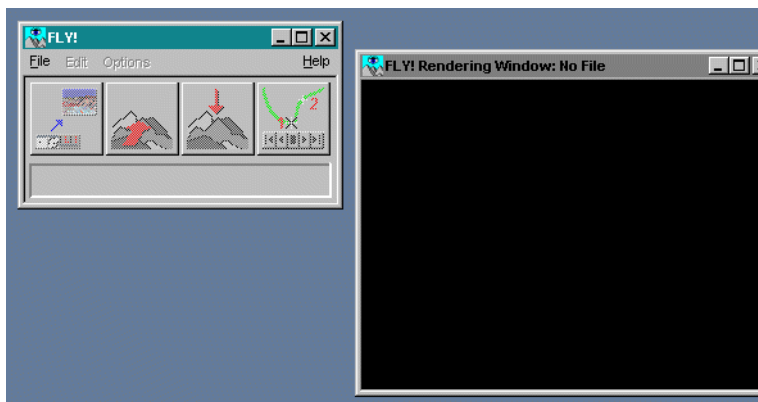 FLY!
File Edit Options Help
1 2
FLY! Rendering Window: No File